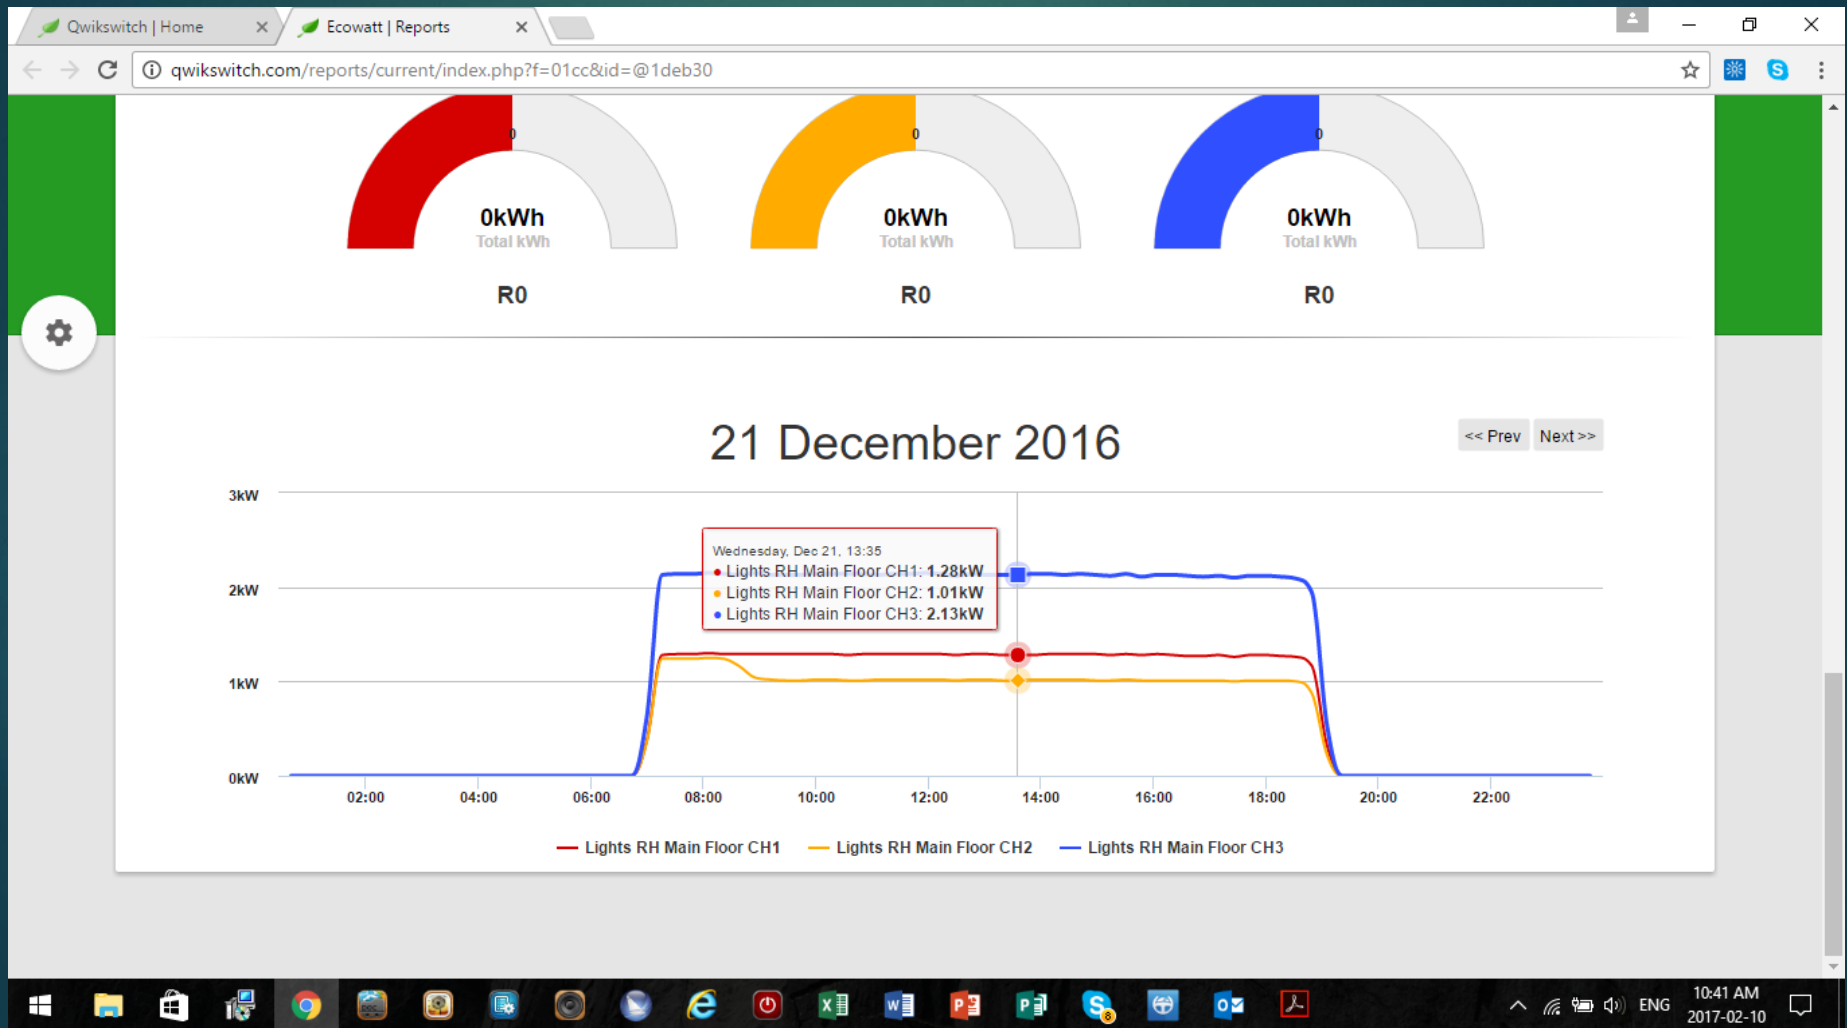 Qwikswitch | Home
Ecowatt | Reports
qwikswitch.com/reports/current/index.php?f=01cc&id=@1deb30
0 0 0
0kWh 0kWh 0kWh
Total kWh Total kWh Total kWh
R0 R0 R0
21 December 2016
<< Prev Next >>
3kW
2kW
1kW
0kW
Wednesday, Dec 21, 13:35
Lights RH Main Floor CH1: 1.28kW
Lights RH Main Floor CH2: 1.01kW
Lights RH Main Floor CH3: 2.13kW
02:00 04:00 06:00 08:00 10:00 12:00 14:00 16:00 18:00 20:00 22:00
Lights RH Main Floor CH1 Lights RH Main Floor CH2 Lights RH Main Floor CH3
ENG
10:41 AM
2017-02-10